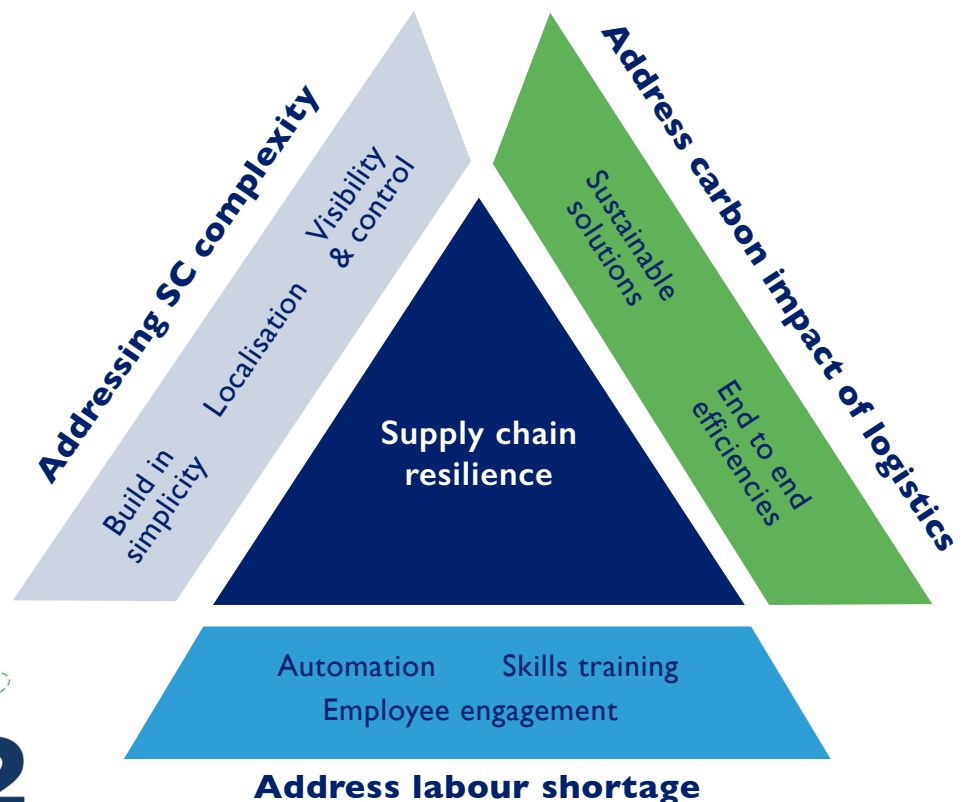 Addressing SC complexity
Visibility
& control
Localisation
Build in
simplicity
Address carbon impact of logistics
Sustainable
solutions
End to end
efficiencies
Supply chain
resilience
Automation Skills training
Employee engagement
Address labour shortage
2